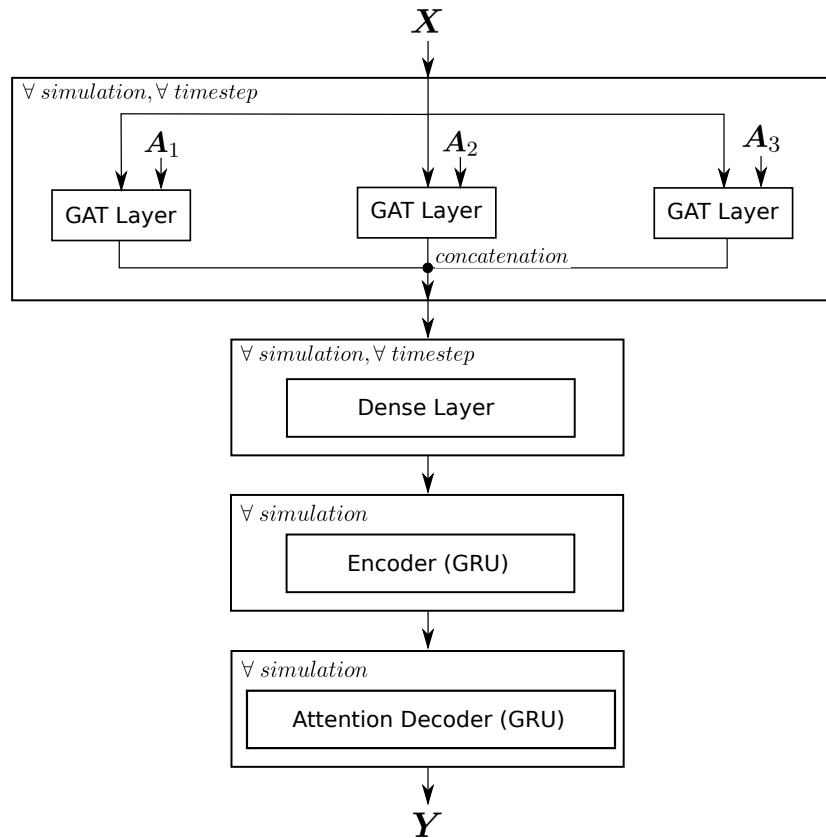 X
∀ simulation, ∀ timestep
A₁
A₂
A₃
GAT Layer
GAT Layer
GAT Layer
concatenation
∀ simulation, ∀ timestep
Dense Layer
∀ simulation
Encoder (GRU)
∀ simulation
Attention Decoder (GRU)
Y